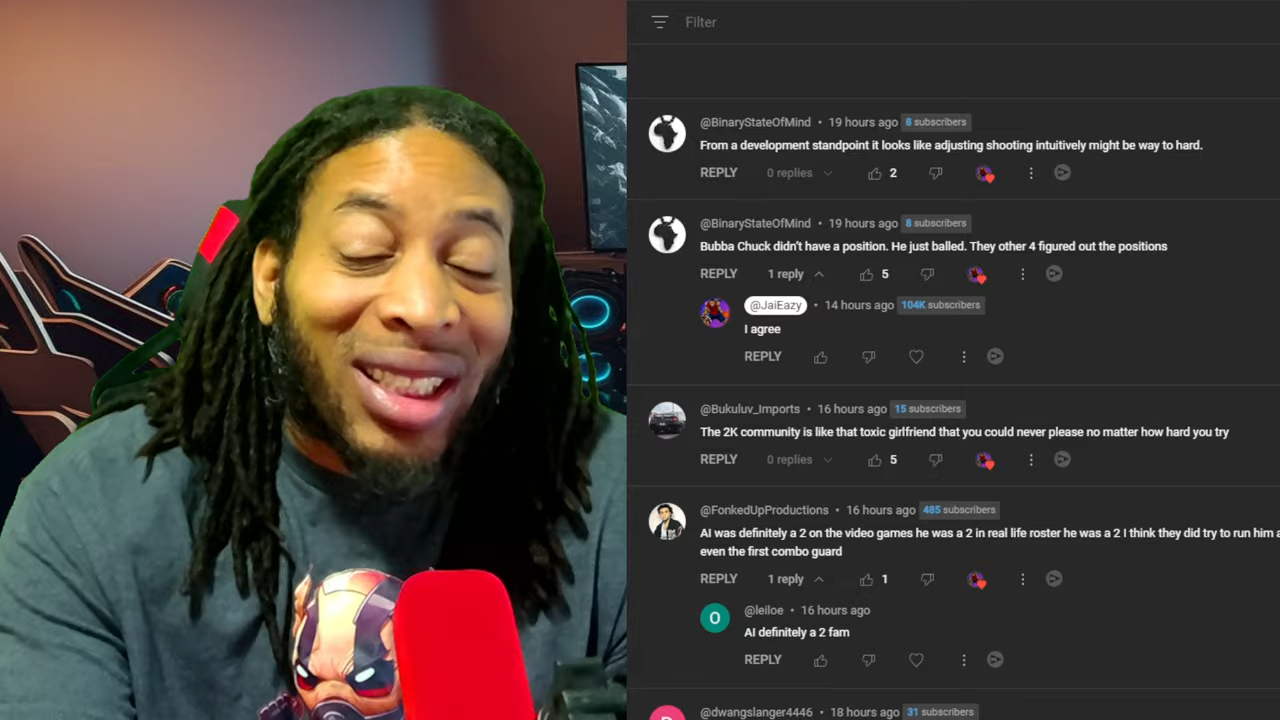 Filter
@BinaryStateOfMind • 19 hours ago 8 subscribers
From a development standpoint it looks like adjusting shooting intuitively might be way to hard.
REPLY 0 replies 2
@BinaryStateOfMind • 19 hours ago 8 subscribers
Bubba Chuck didn't have a position. He just balled. They other 4 figured out the positions
REPLY 1 reply 5
@JaiEazy • 14 hours ago 104K subscribers
I agree
REPLY
@Bukuluv_Imports • 16 hours ago 15 subscribers
The 2K community is like that toxic girlfriend that you could never please no matter how hard you try
REPLY 0 replies 5
@FonkedUpProductions • 16 hours ago 485 subscribers
AI was definitely a 2 on the video games he was a 2 in real life roster he was a 2 I think they did try to run him a
even the first combo guard
REPLY 1 reply 1
O
@leiloe • 16 hours ago
AI definitely a 2 fam
REPLY
@dwangslanger4446 • 18 hours ago 31 subscribers